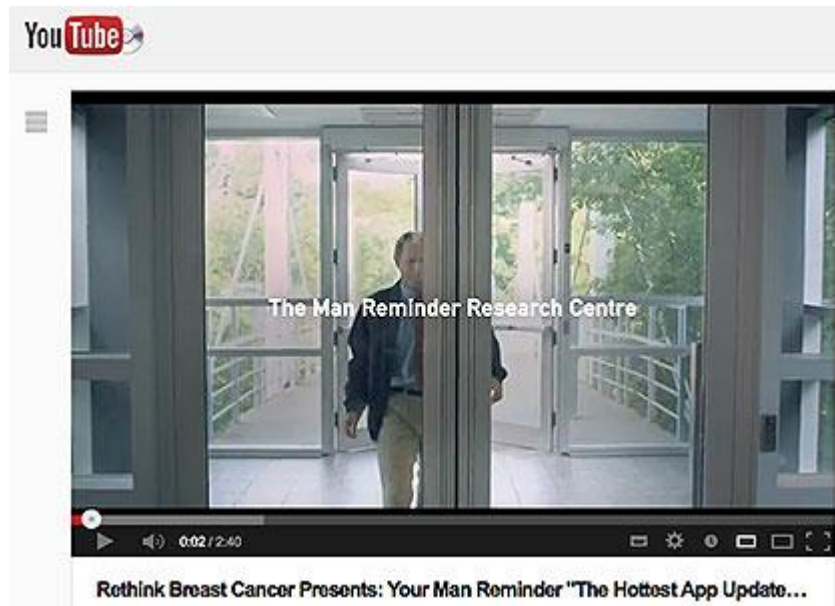 YouTube
The Man Reminder Research Centre
0:02 / 2:40
Rethink Breast Cancer Presents: Your Man Reminder "The Hottest App Update...